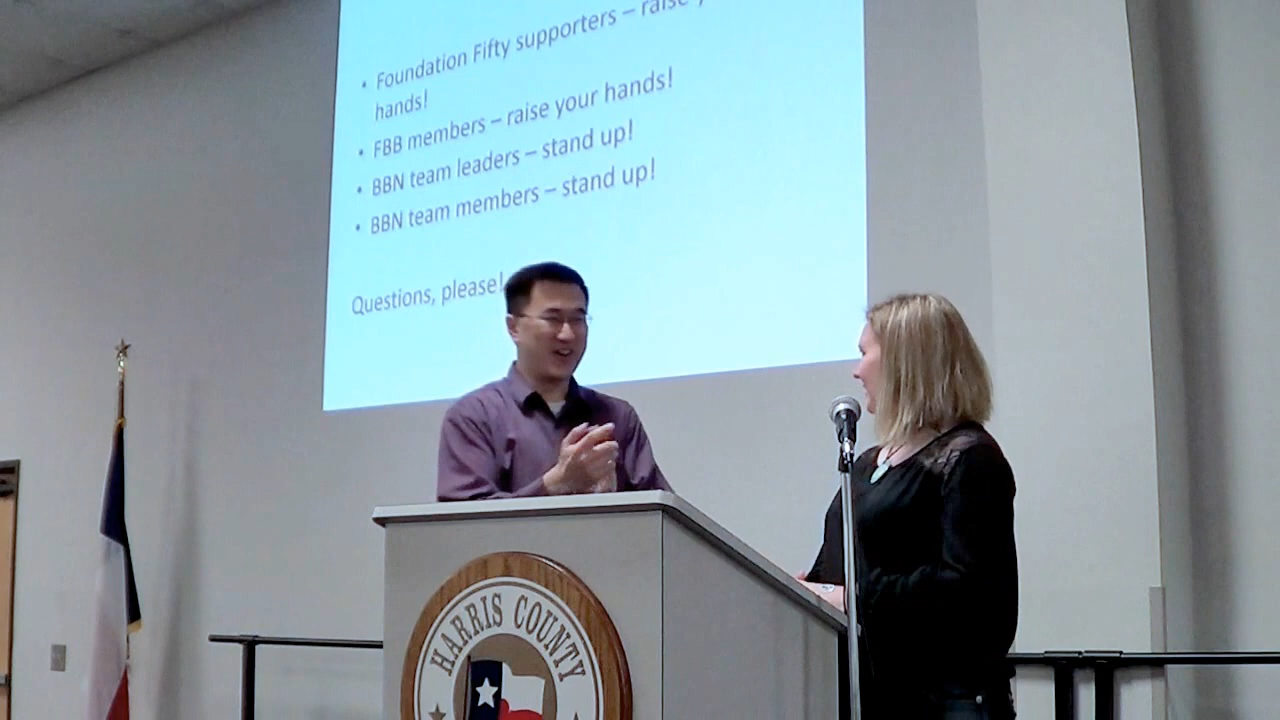 • Foundation Fifty supporters – raise
hands!
• FBB members – raise your hands!
• BBN team leaders – stand up!
• BBN team members – stand up!
Questions, please!
HARRIS COUNTY